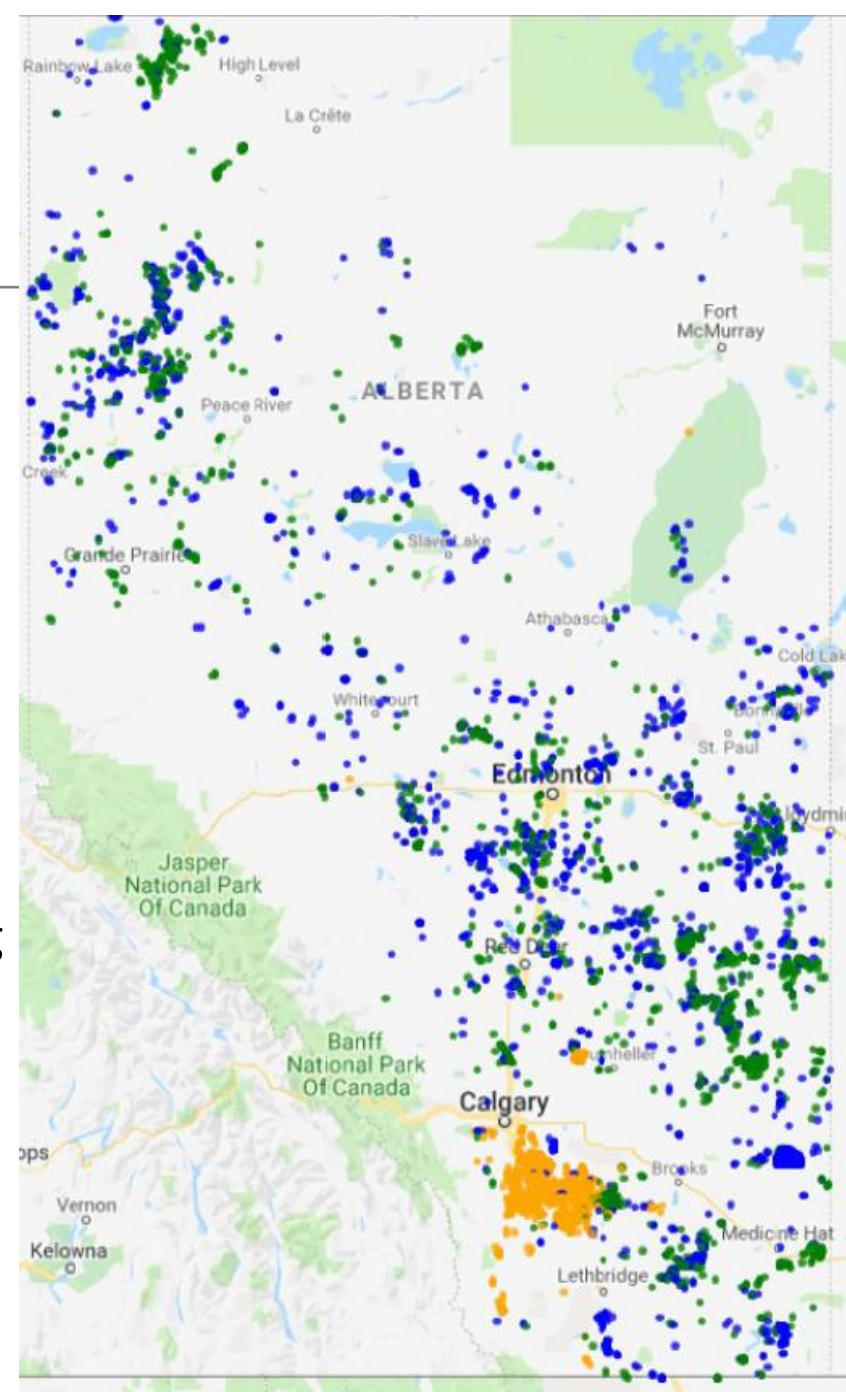 Rainbow Lake
High Level
La Crête
Fort
McMurray
ALBERTA
Peace River
Creek
Slave Lake
Grande Prairie
Athabasca
Cold Lak
Whitecourt
Bonnyville
St. Paul
Edmonton
loydmi
Jasper
National Park
Of Canada
Red Deer
Banff
National Park
Of Canada
Drumheller
Calgary
ops
Brooks
Vernon
Medicine Hat
Kelowna
Lethbridge